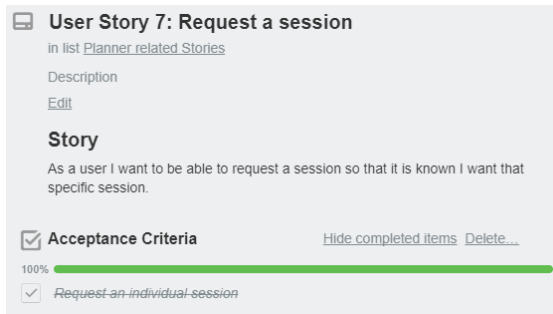 User Story 7: Request a session
in list Planner related Stories
Description
Edit
Story
As a user I want to be able to request a session so that it is known I want that
specific session.
Acceptance Criteria Hide completed items Delete...
100%
Request an individual session